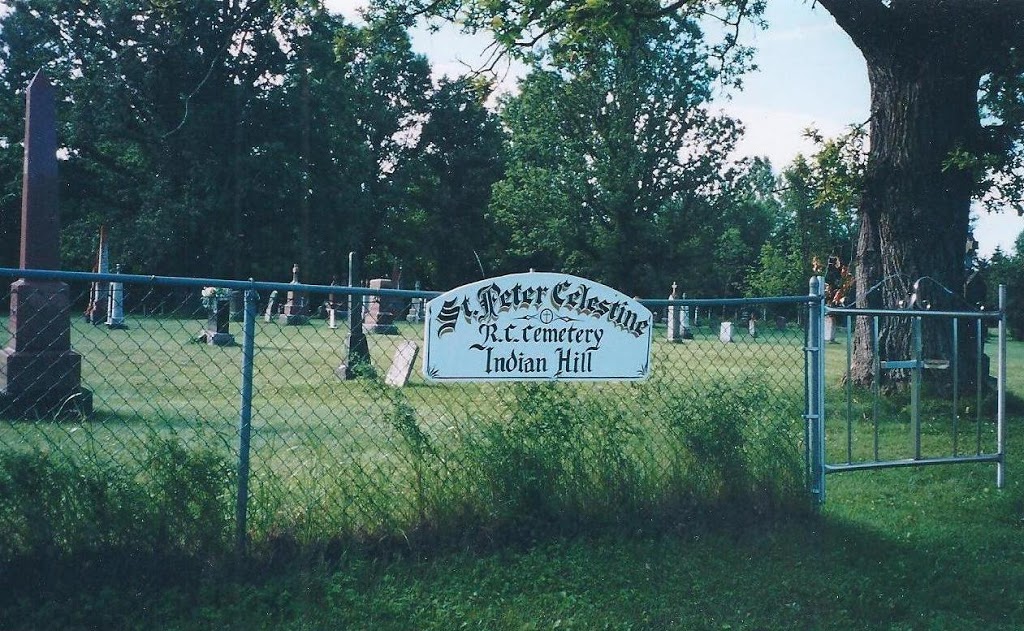 St. Peter Celestine
R.C. Cemetery
Indian Hill